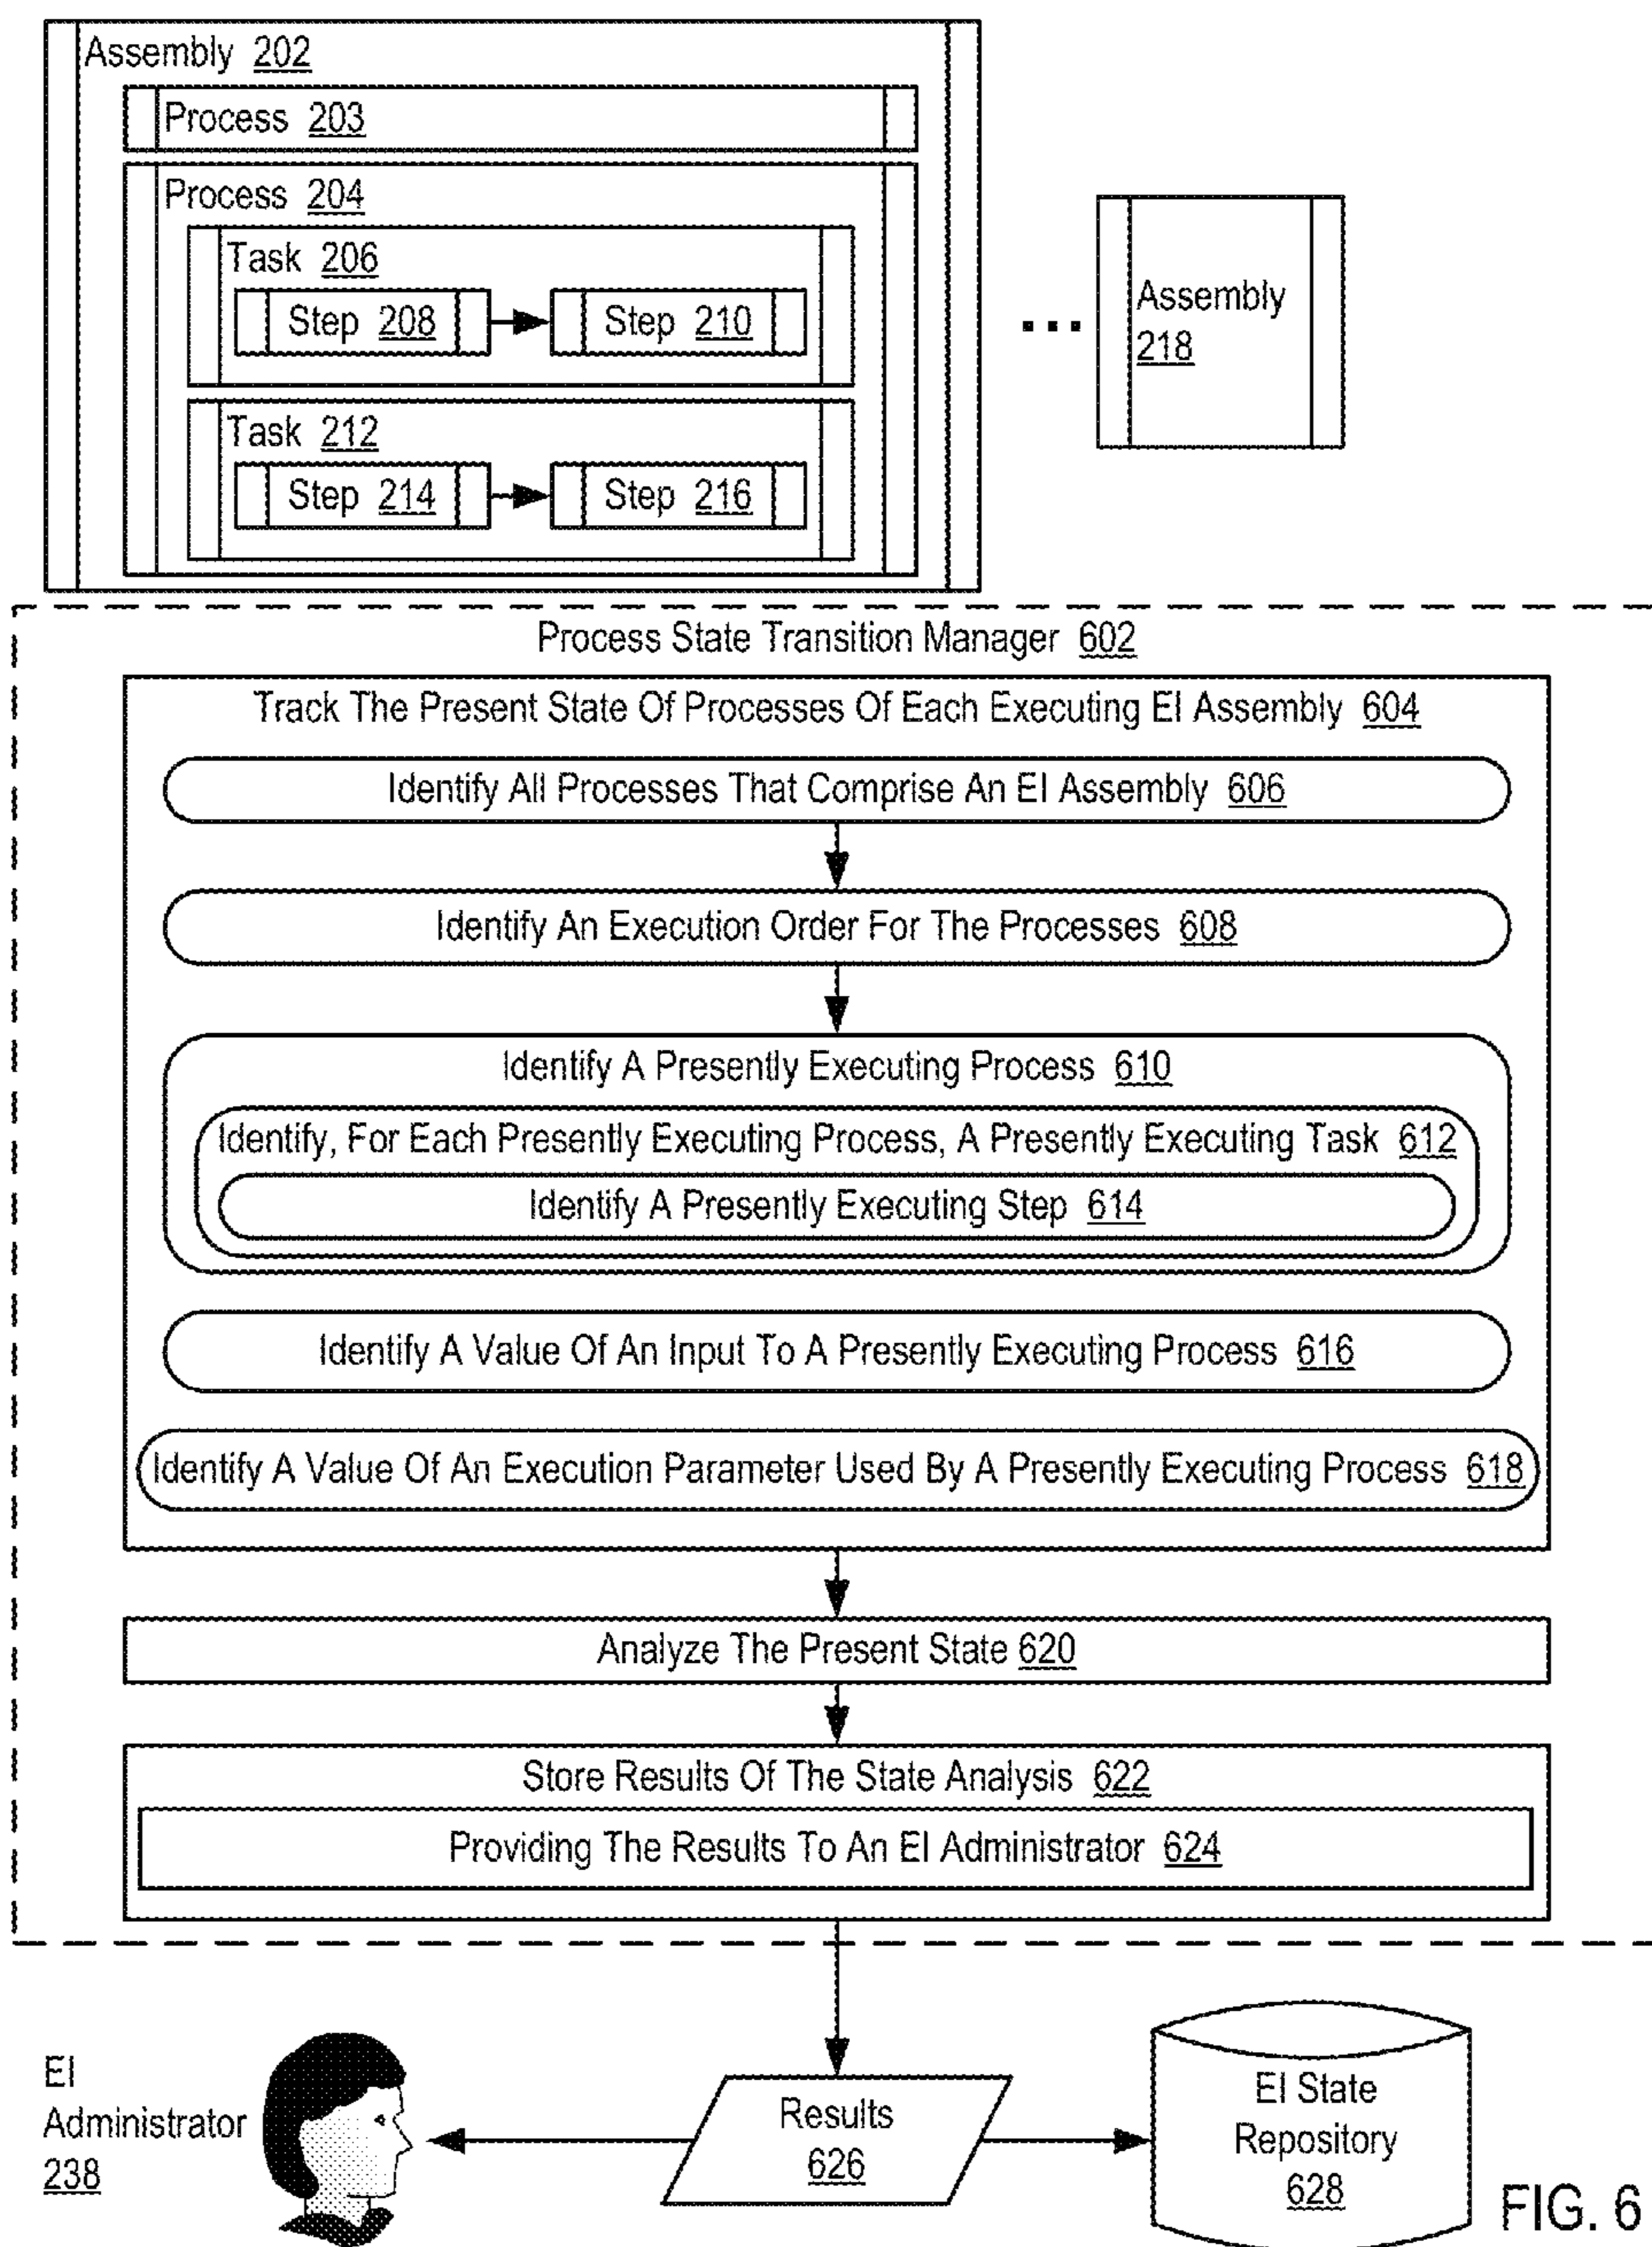 Assembly 202
Process 203
Process 204
Task 206
Step 208
Step 210
Task 212
Step 214
Step 216
...
Assembly
218
Process State Transition Manager 602
Track The Present State Of Processes Of Each Executing EI Assembly 604
Identify All Processes That Comprise An EI Assembly 606
Identify An Execution Order For The Processes 608
Identify A Presently Executing Process 610
Identify, For Each Presently Executing Process, A Presently Executing Task 612
Identify A Presently Executing Step 614
Identify A Value Of An Input To A Presently Executing Process 616
Identify A Value Of An Execution Parameter Used By A Presently Executing Process 618
Analyze The Present State 620
Store Results Of The State Analysis 622
Providing The Results To An EI Administrator 624
EI
Administrator
238
Results
626
EI State
Repository
628
FIG. 6